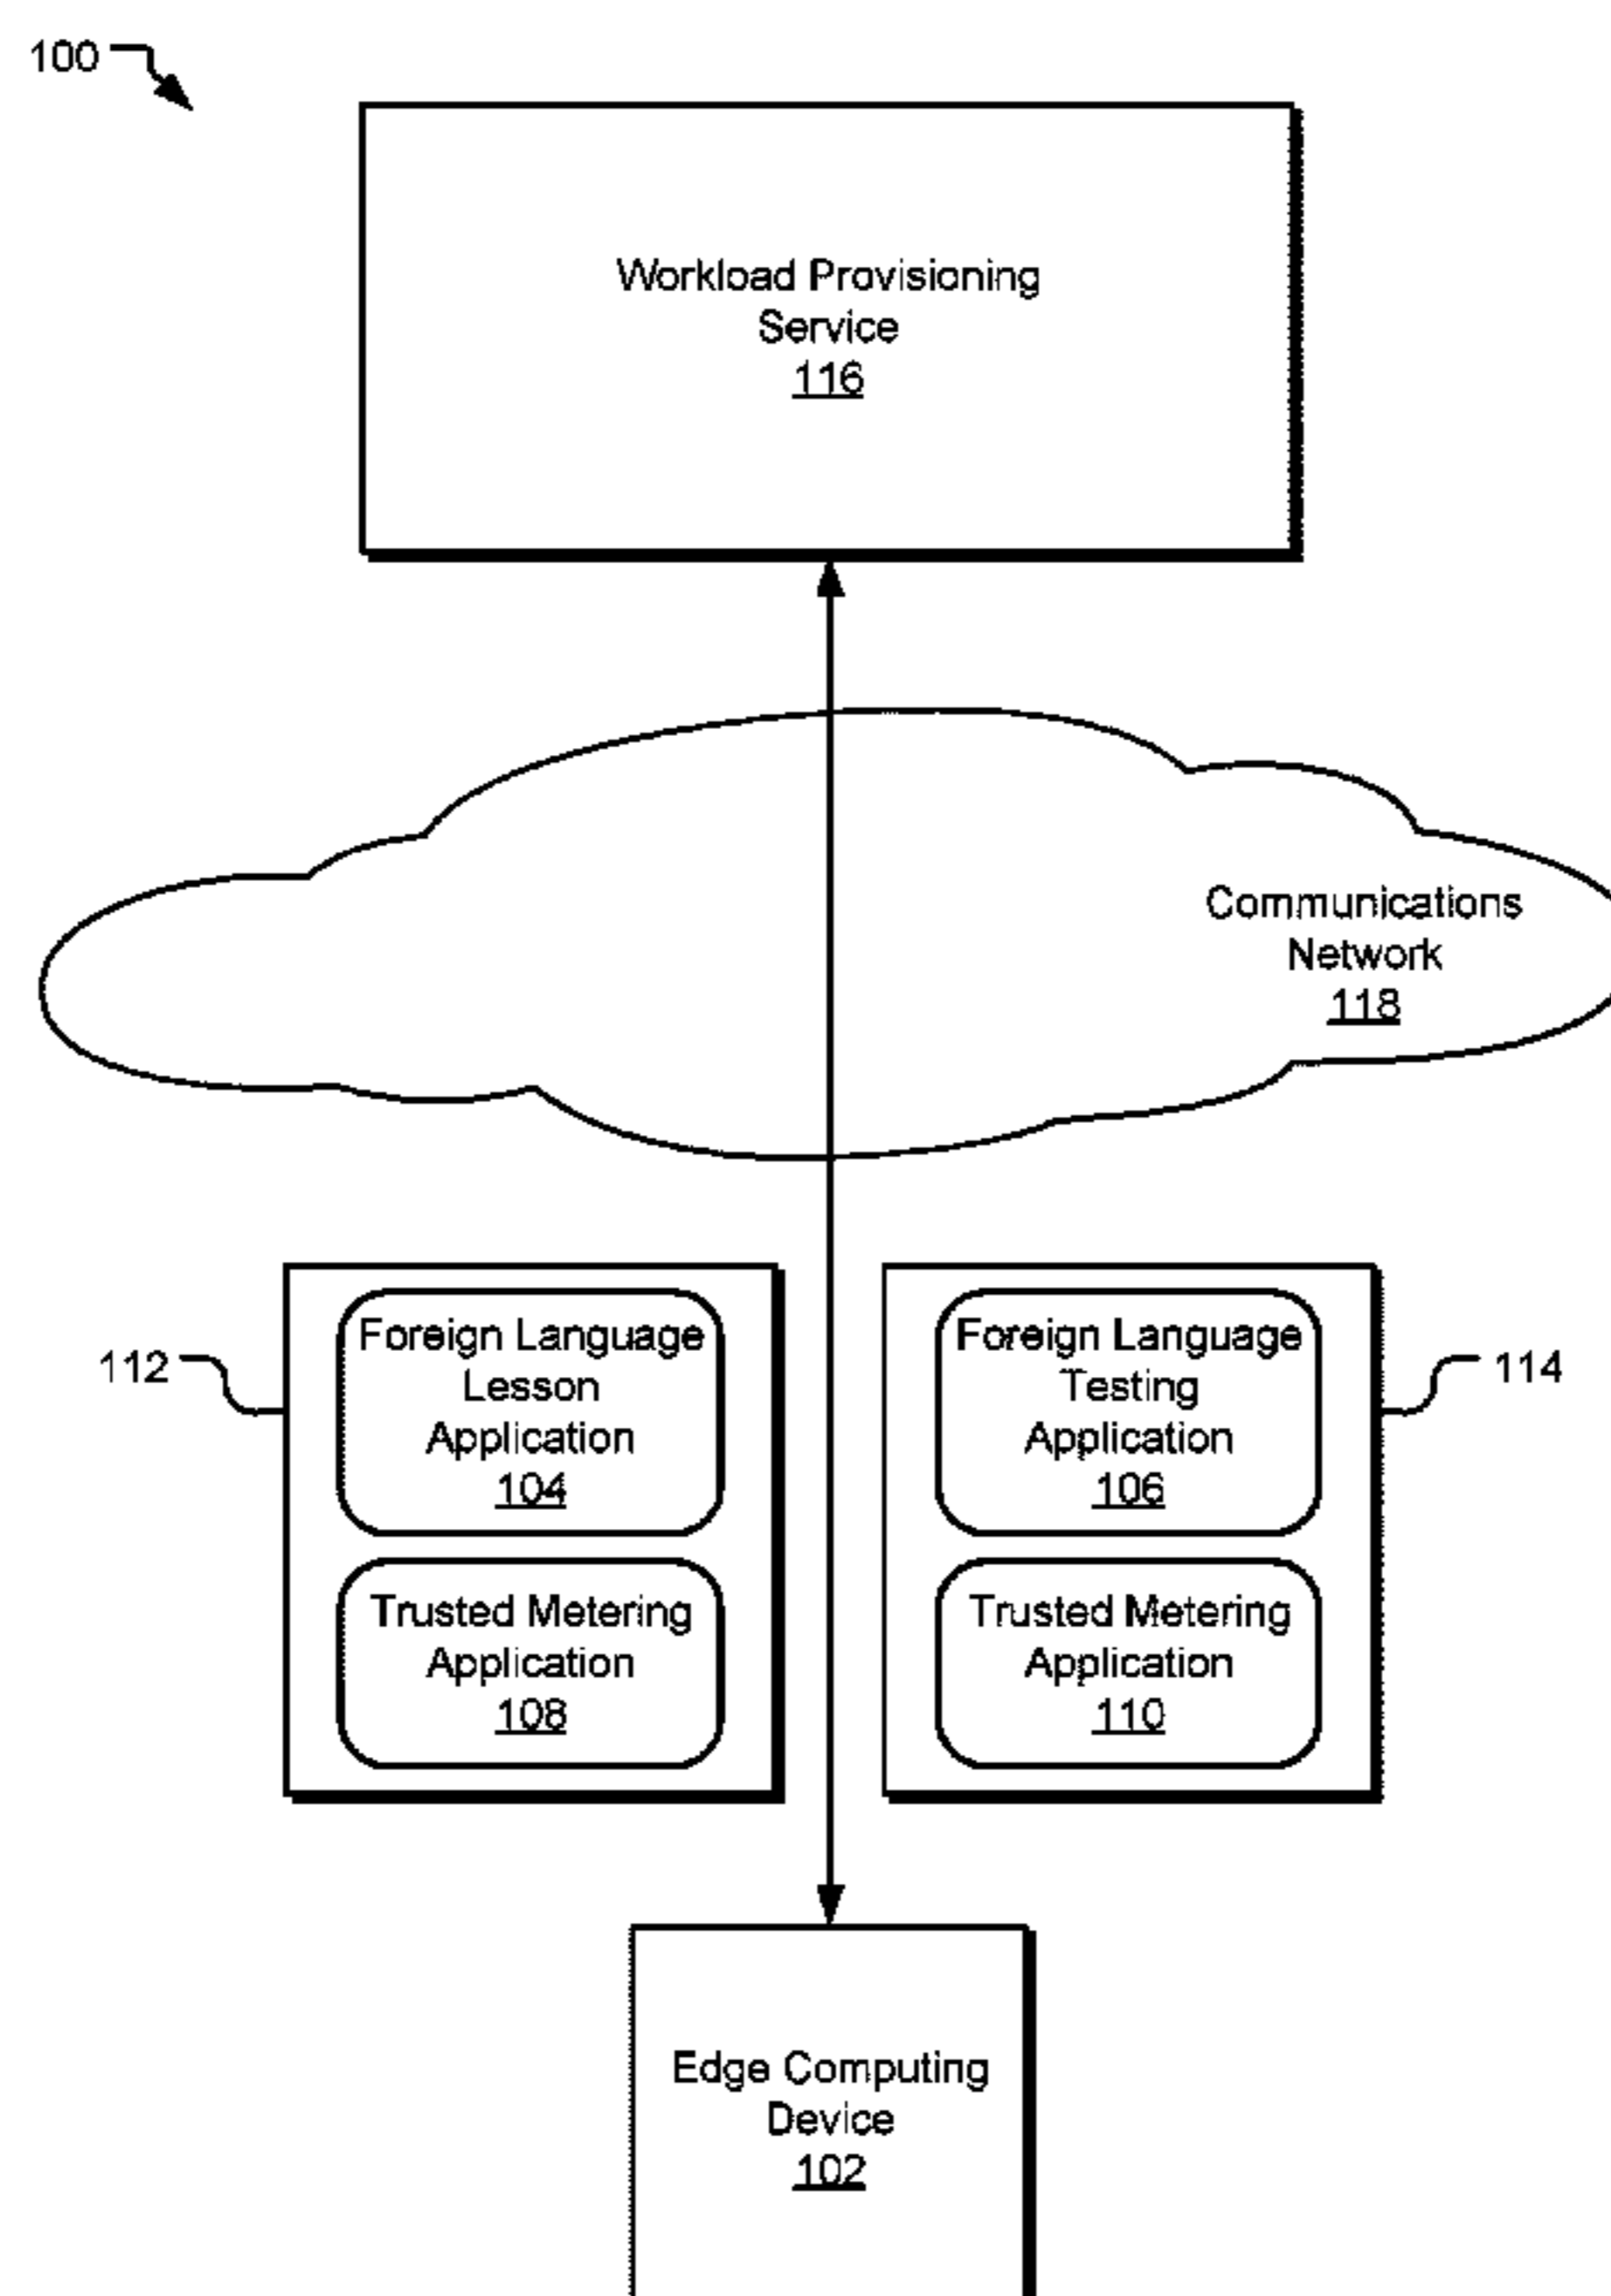 100
Workload Provisioning
Service
116
Communications
Network
118
112
Foreign Language
Lesson
Application
104
Trusted Metering
Application
108
Foreign Language
Testing
Application
106
Trusted Metering
Application
110
114
Edge Computing
Device
102